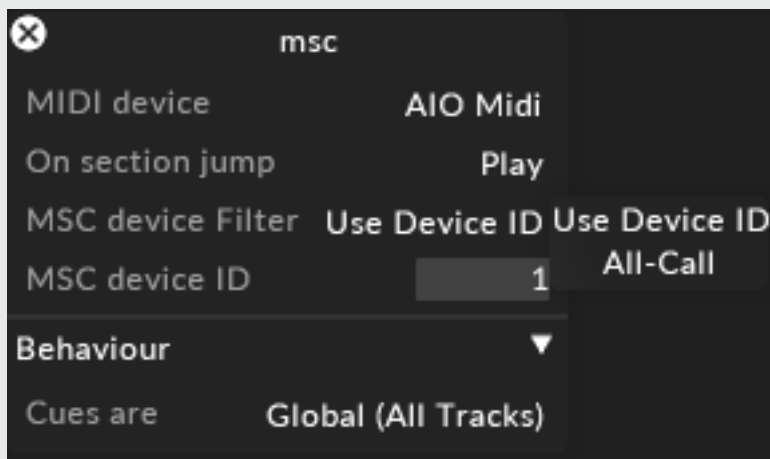 msc
MIDI device AIO Midi
On section jump Play
MSC device Filter Use Device ID Use Device ID
All-Call
MSC device ID 1
Behaviour
Cues are Global (All Tracks)